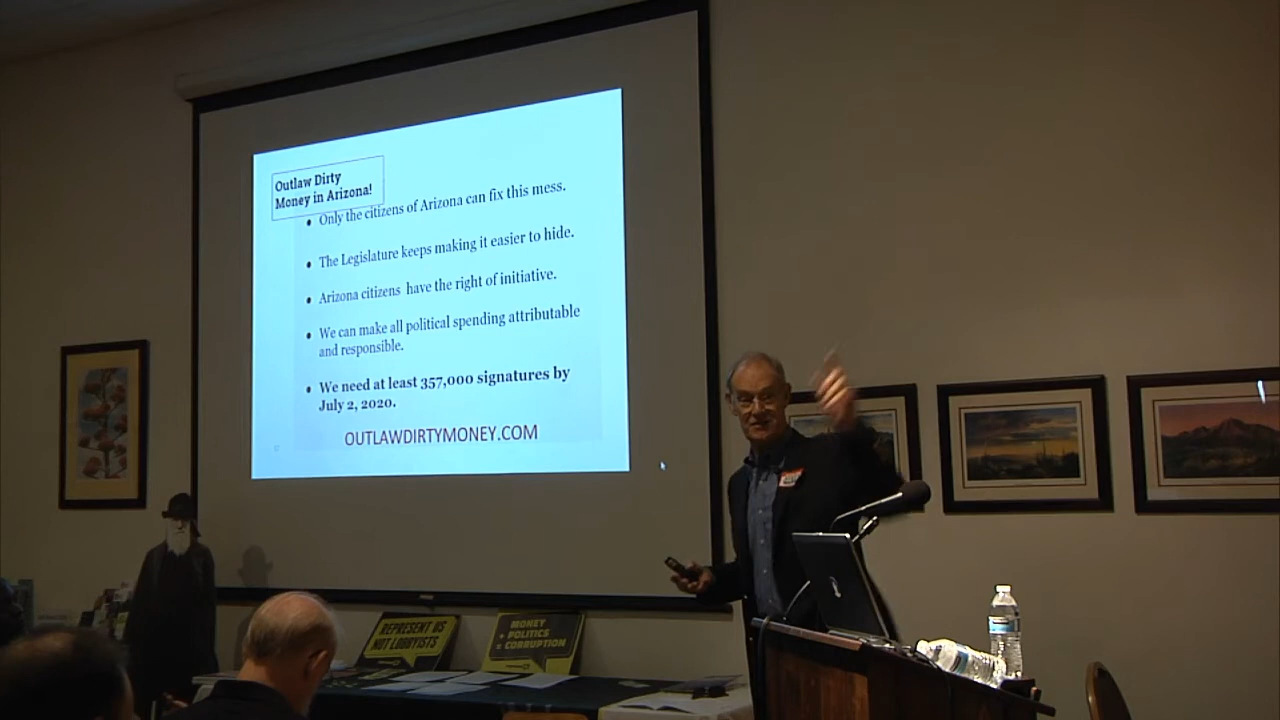 Outlaw Dirty
Money in Arizona!
• Only the citizens of Arizona can fix this mess.
• The Legislature keeps making it easier to hide.
• Arizona citizens have the right of initiative.
• We can make all political spending attributable
and responsible.
• We need at least 357,000 signatures by
July 2, 2020.
OUTLAWDIRTYMONEY.COM
REPRESENT US
NOT LOBBYISTS
MONEY
+ POLITICS
= CORRUPTION